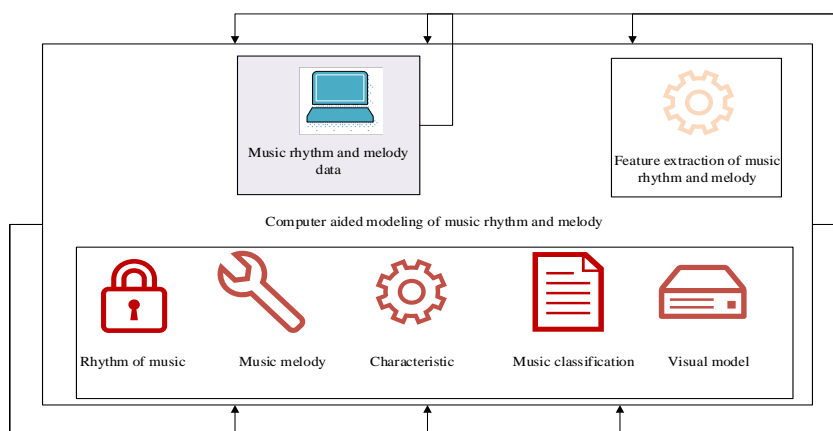 Music rhythm and melody
data
Feature extraction of music
rhythm and melody
Computer aided modeling of music rhythm and melody
Rhythm of music
Music melody
Characteristic
Music classification
Visual model